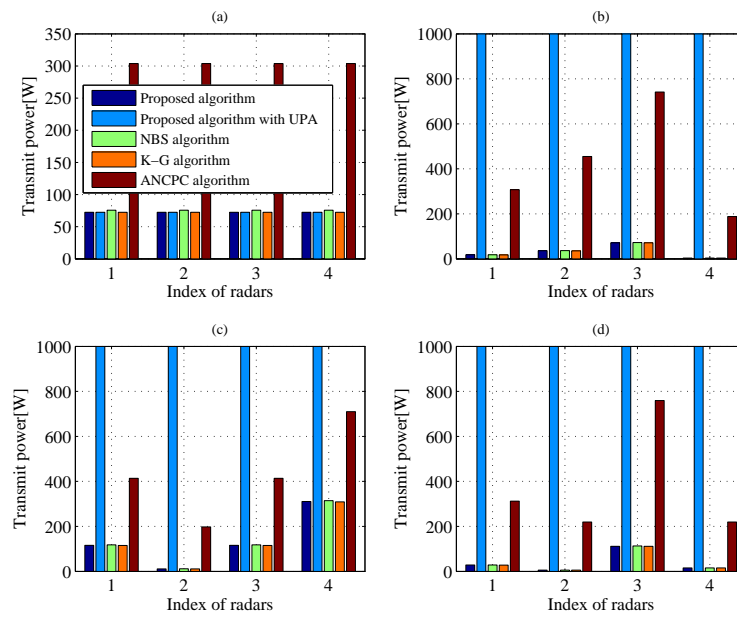 (a)
350
300
250
200
150
100
50
0
Transmit power[W]
Proposed algorithm
Proposed algorithm with UPA
NBS algorithm
K−G algorithm
ANCPC algorithm
1 2 3 4
Index of radars
(b)
1000
800
600
400
200
0
Transmit power[W]
1 2 3 4
Index of radars
(c)
1000
800
600
400
200
0
Transmit power[W]
1 2 3 4
Index of radars
(d)
1000
800
600
400
200
0
Transmit power[W]
1 2 3 4
Index of radars